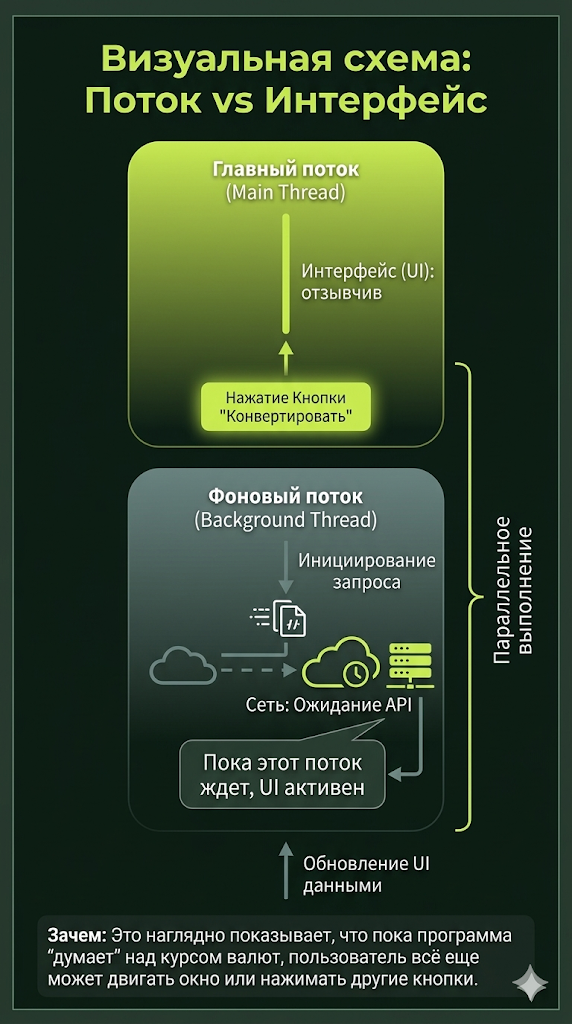 Визуальная схема:
Поток vs Интерфейс
Главный поток
(Main Thread)
Интерфейс (UI):
отзывчив
Нажатие Кнопки
"Конвертировать"
Фоновый поток
(Background Thread)
Инициирование
запроса
Сеть: Ожидание API
Пока этот поток
ждет, UI активен
Параллельное
выполнение
Обновление UI
данными
Зачем: Это наглядно показывает, что пока программа
“думает” над курсом валют, пользователь всё еще
может двигать окно или нажимать другие кнопки.